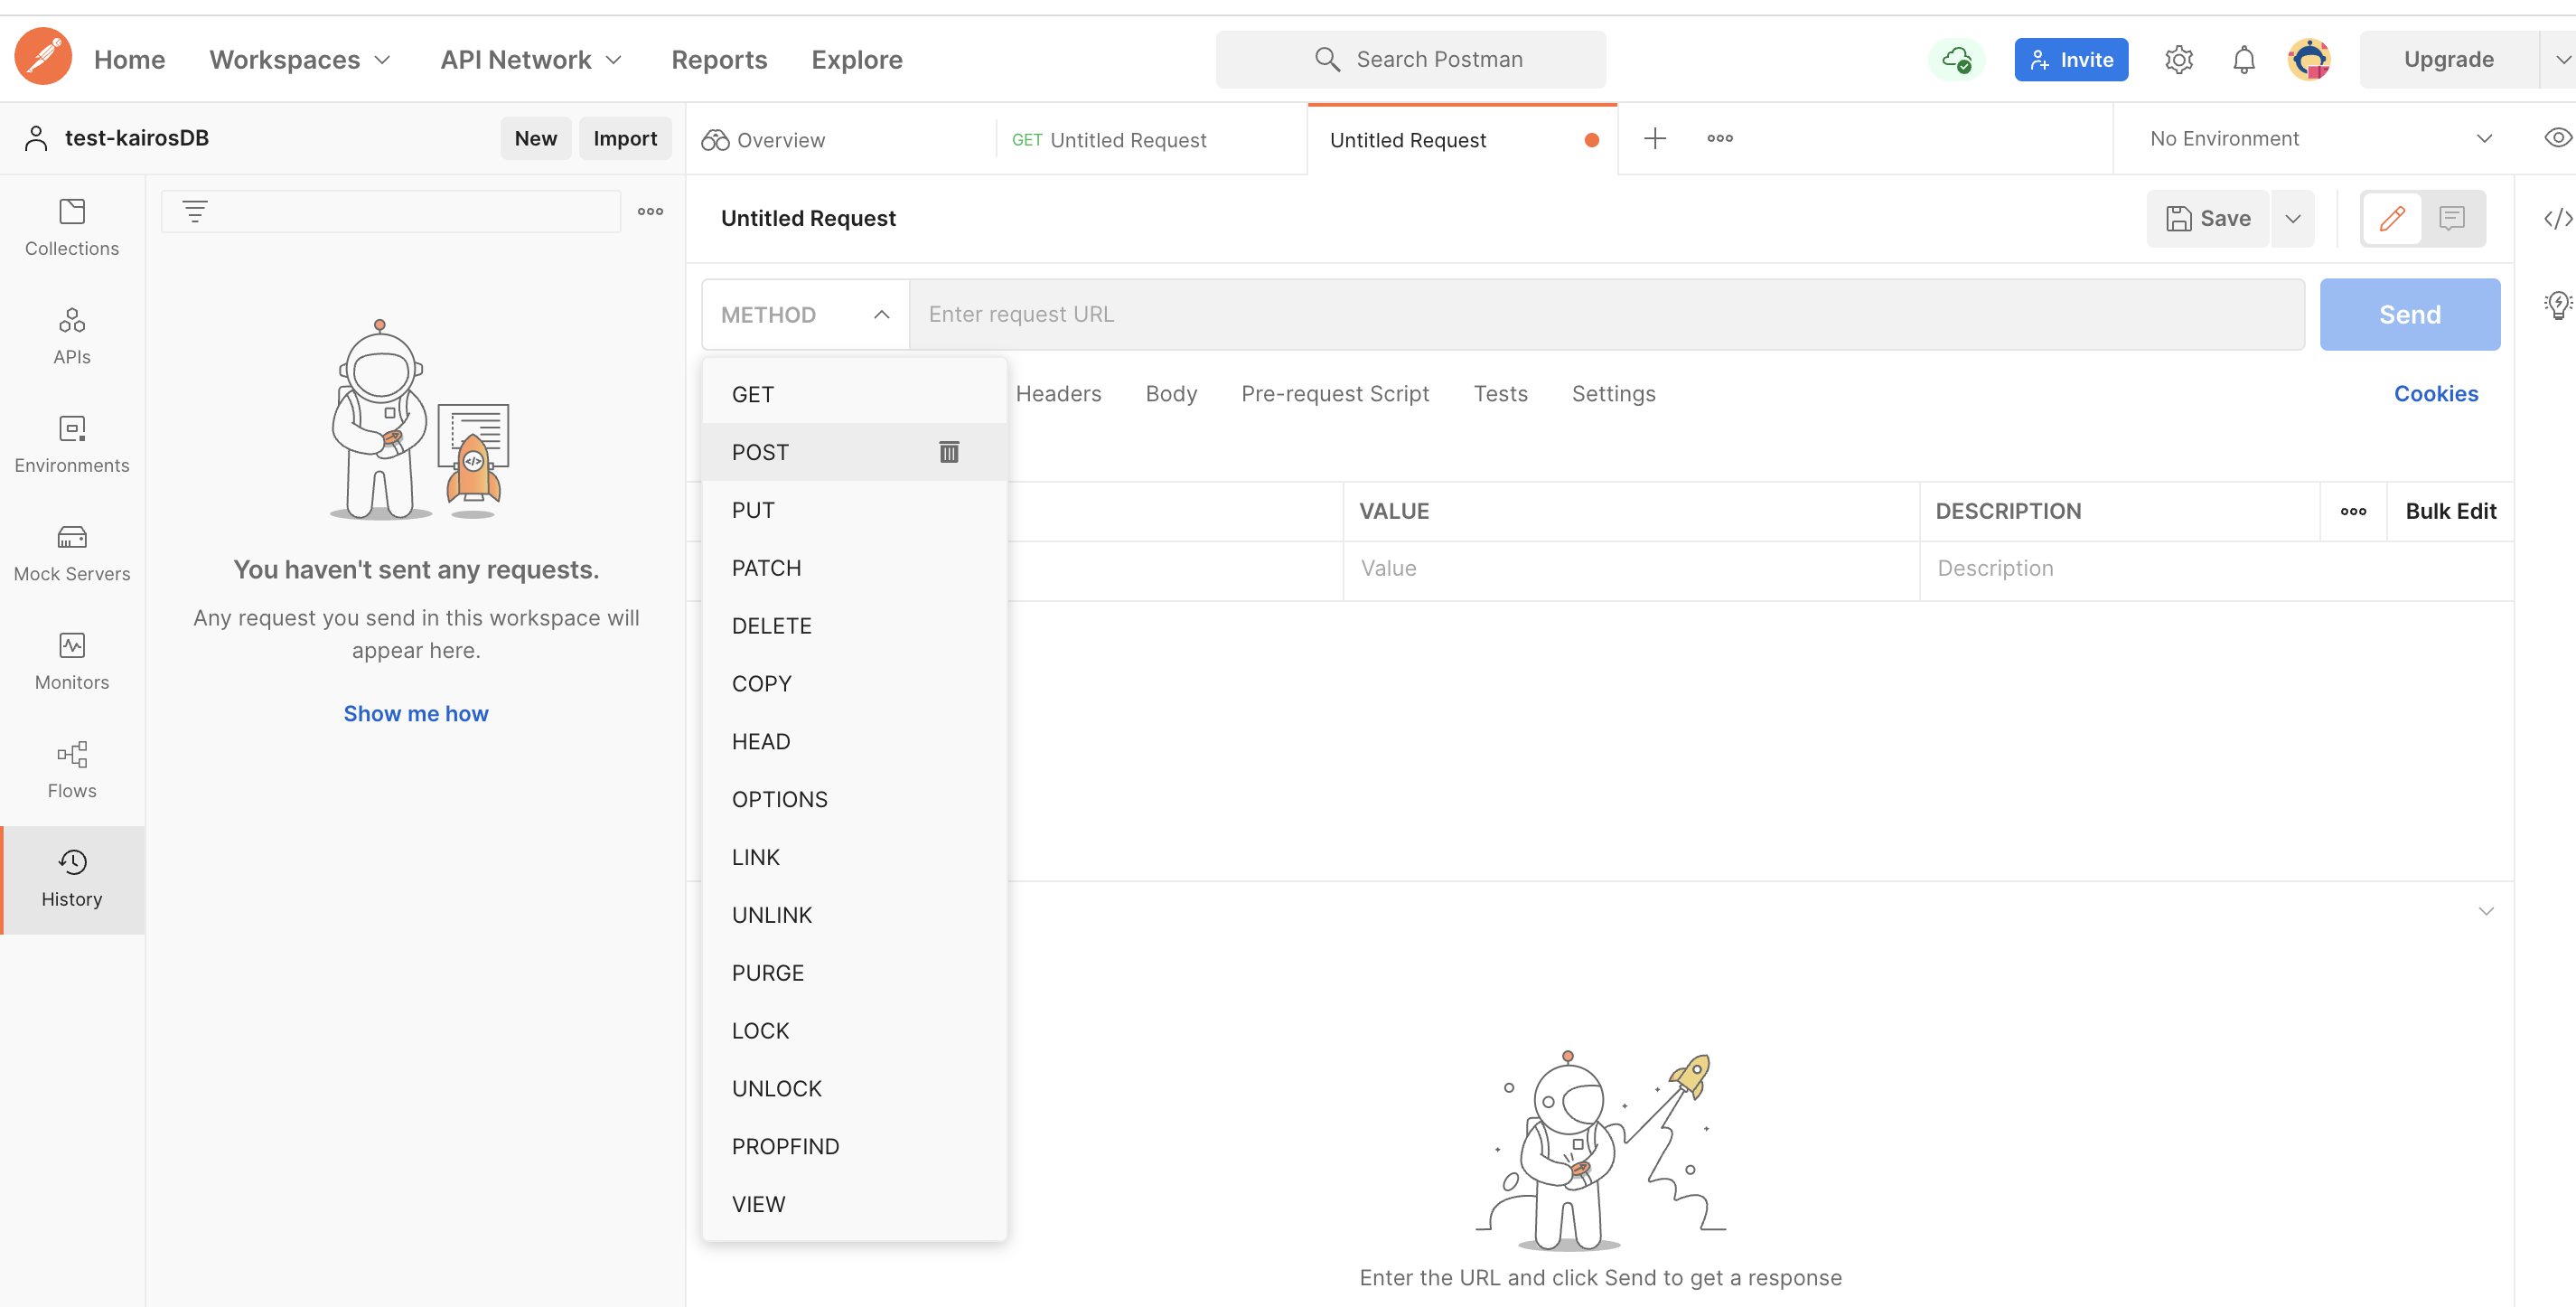 Home Workspaces API Network Reports Explore Search Postman Invite Upgrade
test-kairosDB New Import Overview GET Untitled Request Untitled Request No Environment
Collections
APIs
Environments
Mock Servers
Monitors
Flows
History
You haven't sent any requests.
Any request you send in this workspace will
appear here.
Show me how
Untitled Request Save
METHOD Enter request URL Send
Headers Body Pre-request Script Tests Settings Cookies
GET
POST
PUT
PATCH
DELETE
COPY
HEAD
OPTIONS
LINK
UNLINK
PURGE
LOCK
UNLOCK
PROPFIND
VIEW
VALUE DESCRIPTION Bulk Edit
Value Description
Enter the URL and click Send to get a response